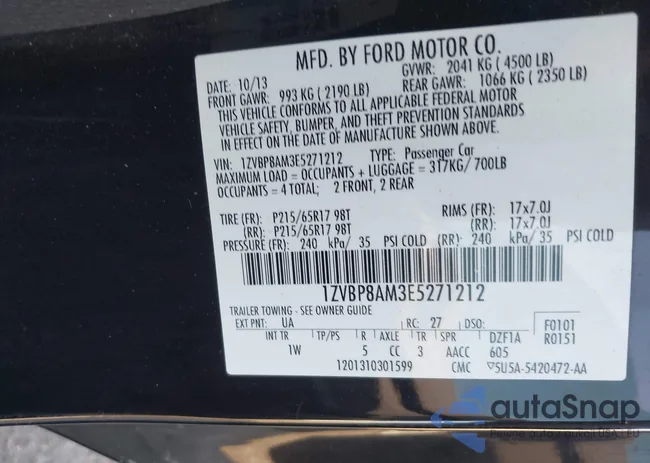 MFD. BY FORD MOTOR CO.
DATE: 10/13 GVWR: 2041 KG ( 4500 LB)
FRONT GAWR: 993 KG ( 2190 LB) REAR GAWR: 1066 KG ( 2350 LB)
THIS VEHICLE CONFORMS TO ALL APPLICABLE FEDERAL MOTOR
VEHICLE SAFETY, BUMPER, AND THEFT PREVENTION STANDARDS
IN EFFECT ON THE DATE OF MANUFACTURE SHOWN ABOVE.
VIN: 1ZVBP8AM3E5271212 TYPE: Passenger Car
MAXIMUM LOAD = OCCUPANTS + LUGGAGE = 317KG/ 700LB
OCCUPANTS = 4 TOTAL; 2 FRONT, 2 REAR
TIRE (FR): P215/65R17 98T RIMS (FR): 17x7.0J
(RR): P215/65R17 98T (RR): 17x7.0J
PRESSURE (FR): 240 kPa/ 35 PSI COLD (RR): 240 kPa/ 35 PSI COLD
1ZVBP8AM3E5271212
TRAILER TOWING - SEE OWNER GUIDE
EXT PNT: UA RC: 27 DSO: F0101
INT TR TP/PS R AXLE TR SPR DZF1A R0151
1W 5 CC 3 AACC 605
1201310301599 CMC 5U5A-5420472-AA
autaSnap